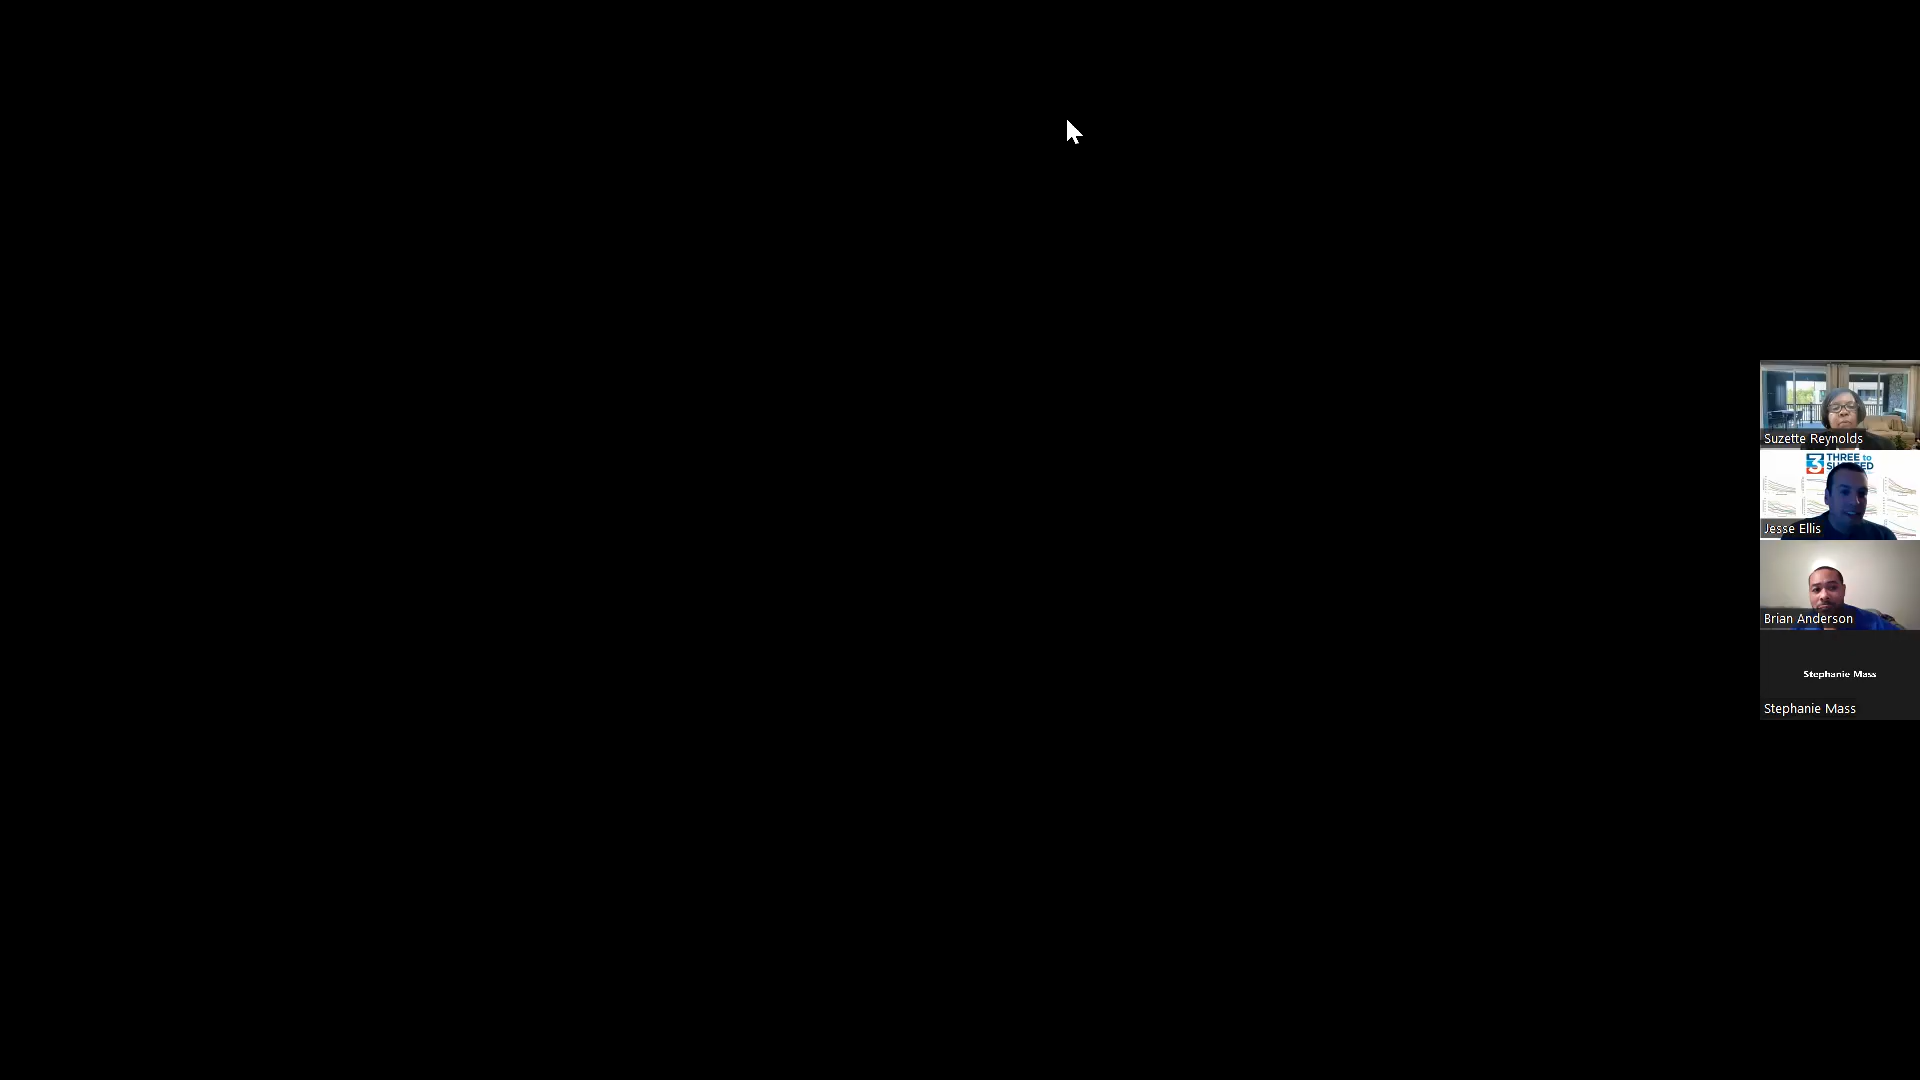 Suzette Reynolds
3 THREE to
Jesse Ellis
Brian Anderson
Stephanie Mass
Stephanie Mass